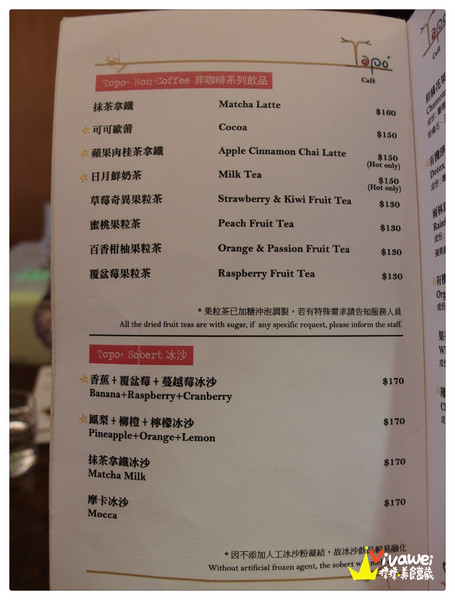 Topo
Café
Topo+ Non-Coffee 非咖啡系列飲品
抹茶拿鐵 Matcha Latte $160
可可歐蕾 Cocoa $150
蘋果肉桂茶拿鐵 Apple Cinnamon Chai Latte $150
(Hot only)
日月鮮奶茶 Milk Tea $150
(Hot only)
草莓奇異果粒茶 Strawberry & Kiwi Fruit Tea $130
蜜桃果粒茶 Peach Fruit Tea $130
百香柑柚果粒茶 Orange & Passion Fruit Tea $130
覆盆莓果粒茶 Raspberry Fruit Tea $130
* 果粒茶已加糖沖泡調製，若有特殊需求請告知服務人員
All the dried fruit teas are with sugar, if any specific request, please inform the staff.
Topo+ Sobert 冰沙
香蕉+覆盆莓+蔓越莓冰沙 $170
Banana+Raspberry+Cranberry
鳳梨+柳橙+檸檬冰沙 $170
Pineapple+Orange+Lemon
抹茶拿鐵冰沙 $170
Matcha Milk
摩卡冰沙 $170
Mocca
* 因不添加人工冰沙粉凝結，故冰沙飲品較易融化
Without artificial frozen agent, the sobert
Vivawei